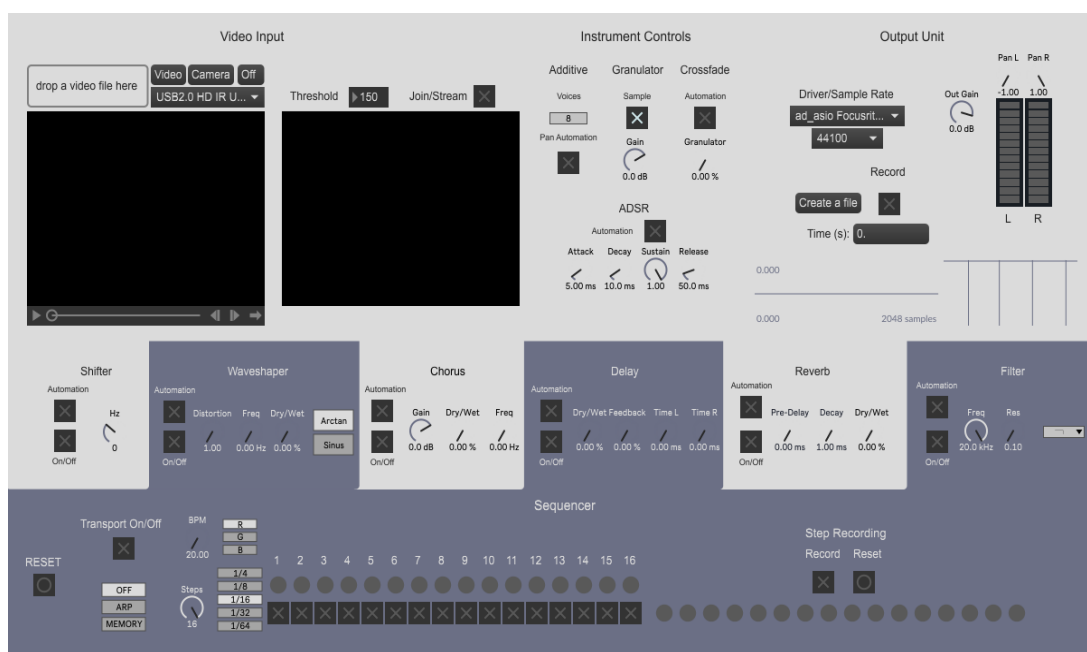 Video Input
drop a video file here
Video Camera Off
USB2.0 HD IR U...
Threshold 150 Join/Stream
Instrument Controls
Additive Granulator Crossfade
Voices Sample Automation
8
Pan Automation Gain Granulator
0.0 dB 0.00 %
ADSR
Automation
Attack Decay Sustain Release
5.00 ms 10.0 ms 1.00 50.0 ms
Output Unit
Pan L Pan R
-1.00 1.00
Driver/Sample Rate
ad_asio Focusrit...
44100
Out Gain
0.0 dB
Record
Create a file
Time (s): 0.
L R
0.000
0.000 2048 samples
Shifter
Automation
Hz
0
On/Off
Waveshaper
Automation
Distortion Freq Dry/Wet
1.00 0.00 Hz 0.00 %
Arctan
Sinus
On/Off
Chorus
Automation
Gain Dry/Wet Freq
0.0 dB 0.00 % 0.00 Hz
On/Off
Delay
Automation
Dry/Wet Feedback Time L Time R
0.00 % 0.00 % 0.00 ms 0.00 ms
On/Off
Reverb
Automation
Pre-Delay Decay Dry/Wet
0.00 ms 1.00 ms 0.00 %
On/Off
Filter
Automation
Freq Res
20.0 kHz 0.10
On/Off
Sequencer
Transport On/Off
BPM
20.00
R
G
B
RESET
OFF
ARP
MEMORY
Steps
16
1/4
1/8
1/16
1/32
1/64
1 2 3 4 5 6 7 8 9 10 11 12 13 14 15 16
Step Recording
Record Reset